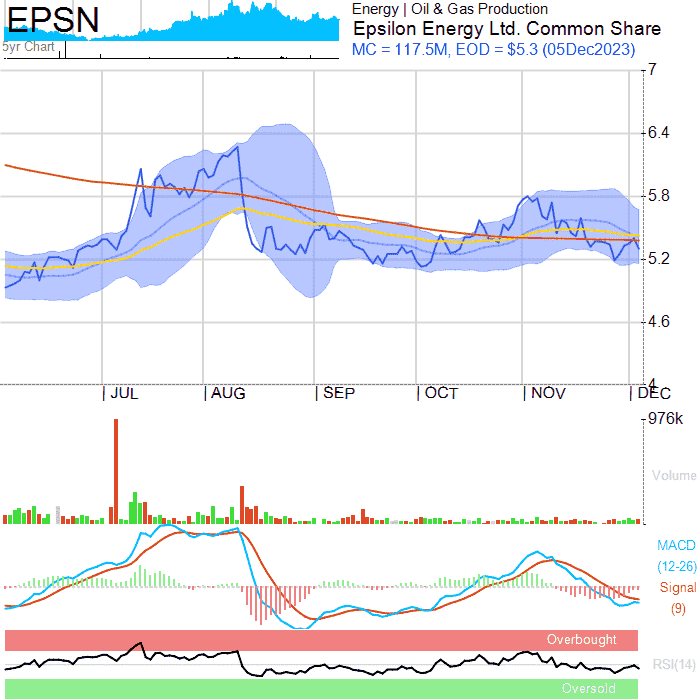 EPSN
5yr Chart
Energy | Oil & Gas Production
Epsilon Energy Ltd. Common Share
MC = 117.5M, EOD = $5.3 (05Dec2023)
7
6.4
5.8
5.2
4.6
4
| JUL
| AUG
| SEP
| OCT
| NOV
| DEC
976k
Volume
MACD
(12-26)
Signal
(9)
Overbought
RSI(14)
Oversold